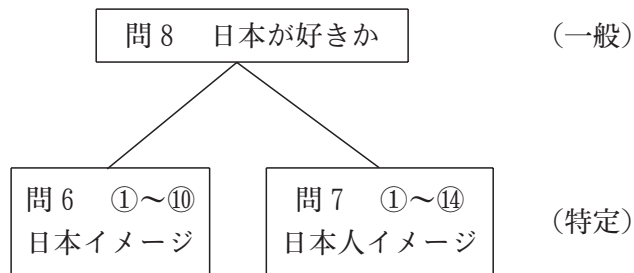 問8 日本が好きか
(一般)
問6 ①~⑩
日本イメージ
問7 ①~⑭
日本人イメージ
(特定)